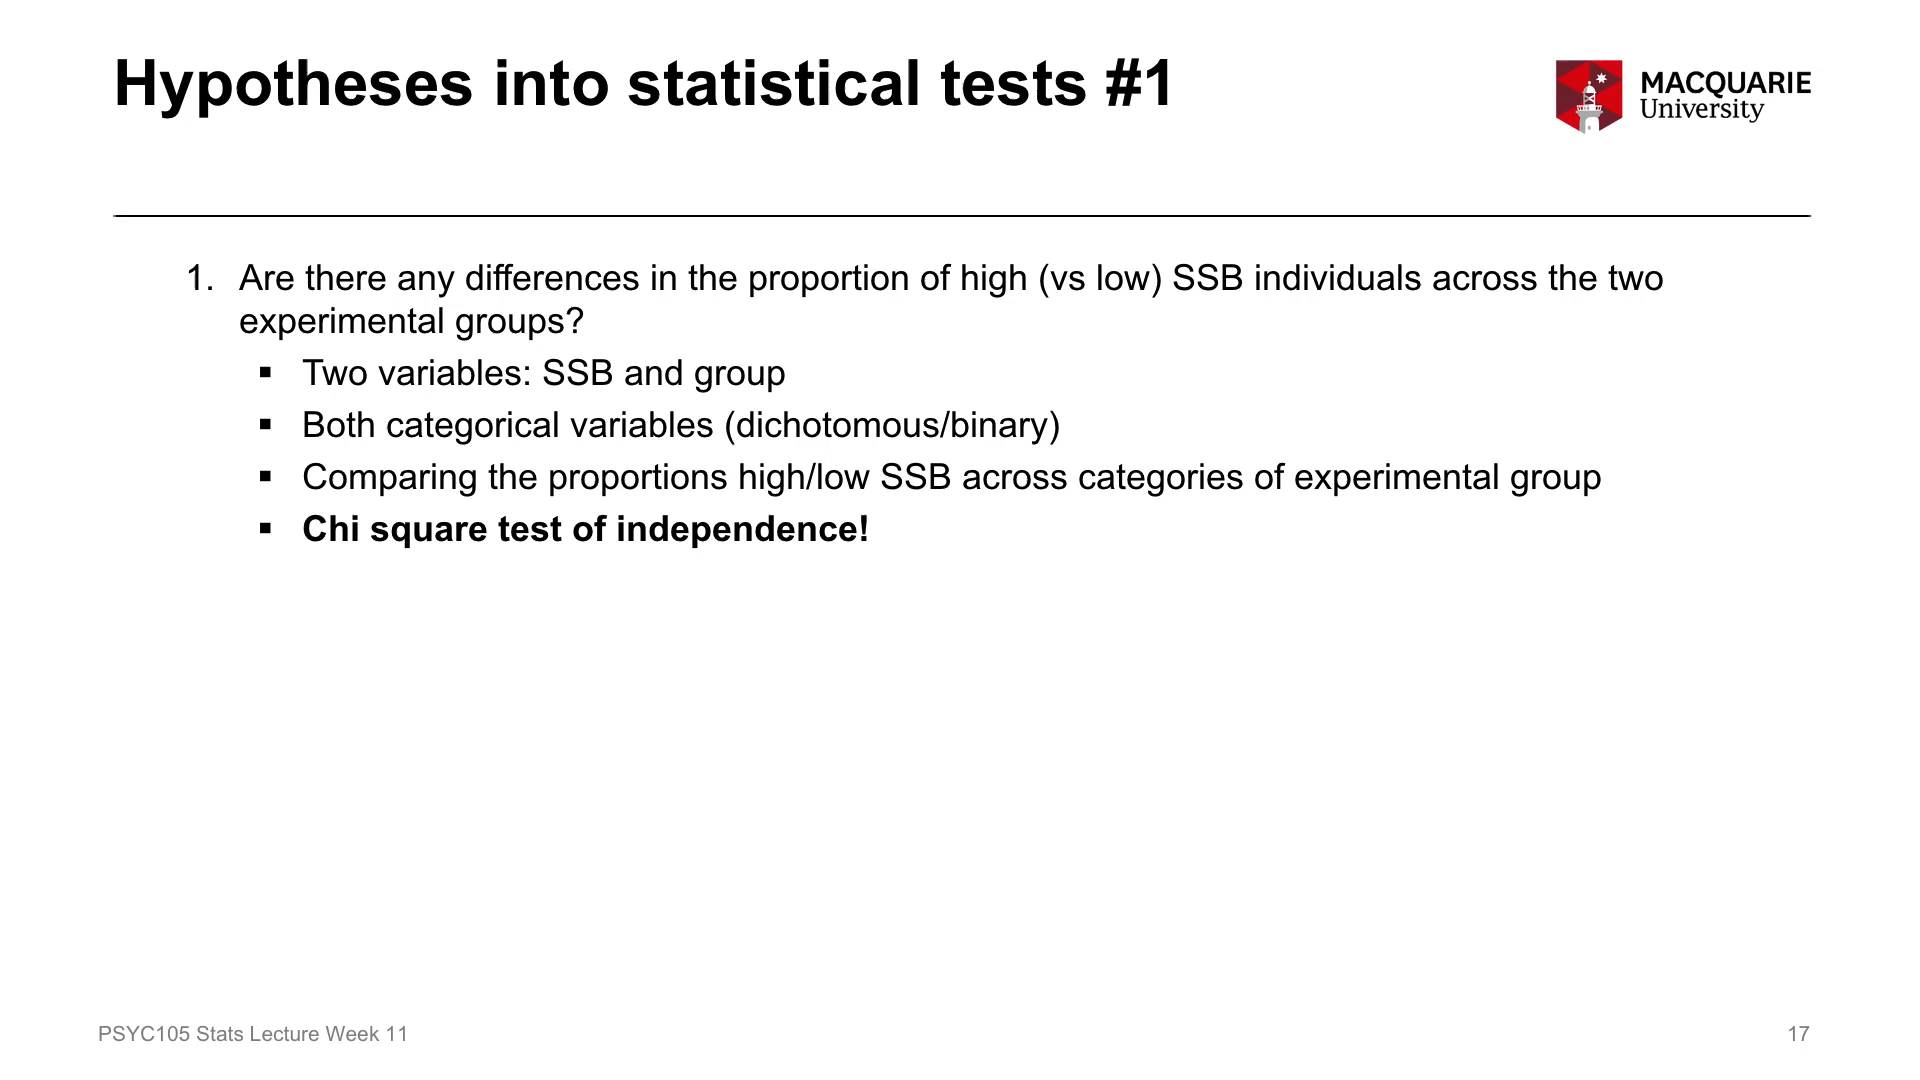 Hypotheses into statistical tests #1
MACQUARIE
University
1. Are there any differences in the proportion of high (vs low) SSB individuals across the two
experimental groups?
▪ Two variables: SSB and group
▪ Both categorical variables (dichotomous/binary)
▪ Comparing the proportions high/low SSB across categories of experimental group
▪ Chi square test of independence!
PSYC105 Stats Lecture Week 11
17